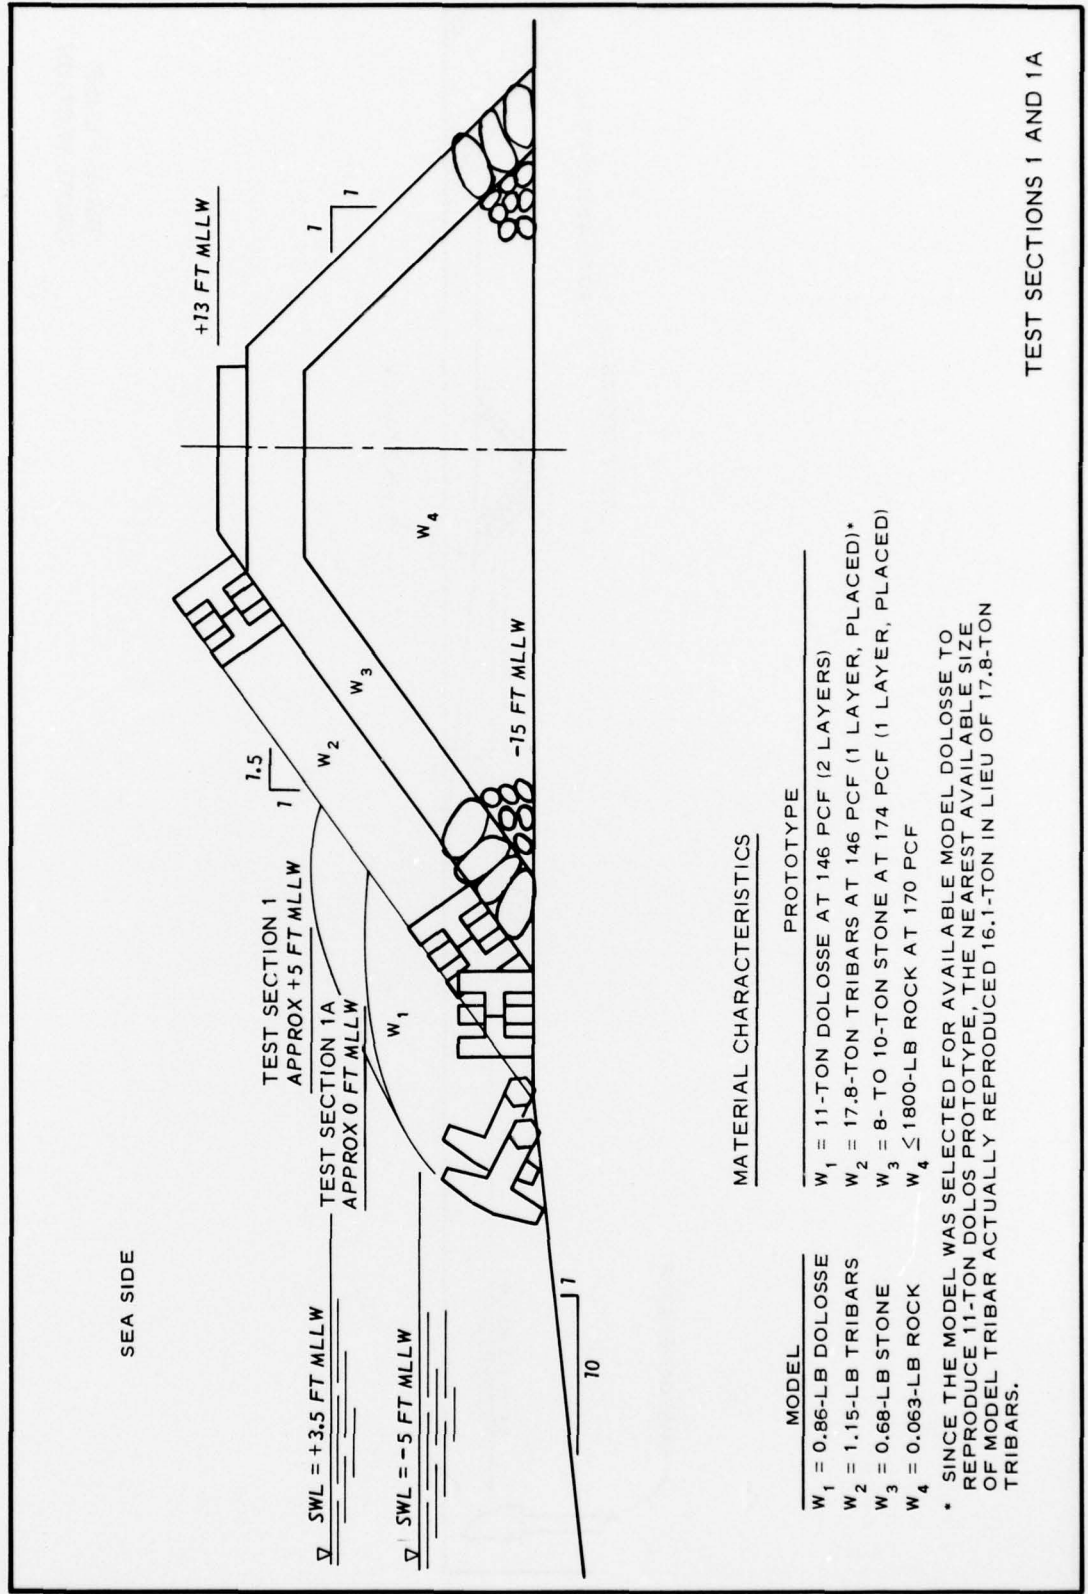 SEA SIDE
SWL = +3.5 FT MLLW
SWL = -5 FT MLLW
TEST SECTION 1
APPROX +5 FT MLLW
TEST SECTION 1A
APPROX 0 FT MLLW
1.5
1
+13 FT MLLW
1
1
W1
W2
W3
W4
-15 FT MLLW
1
10
MATERIAL CHARACTERISTICS
MODEL
W1 = 0.86-LB DOLOSSE
W2 = 1.15-LB TRIBARS
W3 = 0.68-LB STONE
W4 = 0.063-LB ROCK
PROTOTYPE
W1 = 11-TON DOLOSSE AT 146 PCF (2 LAYERS)
W2 = 17.8-TON TRIBARS AT 146 PCF (1 LAYER, PLACED)*
W3 = 8- TO 10-TON STONE AT 174 PCF (1 LAYER, PLACED)
W4 ≤ 1800-LB ROCK AT 170 PCF
* SINCE THE MODEL WAS SELECTED FOR AVAILABLE MODEL DOLOSSE TO
REPRODUCE 11-TON DOLOS PROTOTYPE, THE NEAREST AVAILABLE SIZE
OF MODEL TRIBAR ACTUALLY REPRODUCED 16.1-TON IN LIEU OF 17.8-TON
TRIBARS.
TEST SECTIONS 1 AND 1A